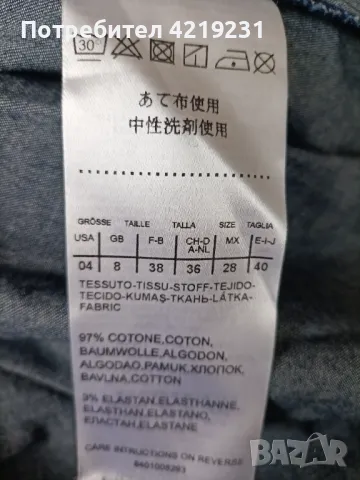 Потребител 4219231
30
あて布使用
中性洗剤使用
GRÖSSE TAILLE TALLA SIZE TAGLIA
USA GB F-B CH-D A-NL MX E-I-J
04 8 38 36 28 40
TESSUTO-TISSU-STOFF-TEJIDO-
TECIDO-KUMAŞ-ТКАНЬ-LÁTKA-
FABRIC
97% COTONE,COTON,
BAUMWOLLE,ALGODON,
ALGODAO,PAMUK,ХЛОПОК,
BAVLNA,COTTON
3% ELASTAN,ELASTHANNE,
ELASTHAN,ELASTANO,
ЕЛАСТАН,ELASTANE
CARE INSTRUCTIONS ON REVERSE
8401008283
BAZAR